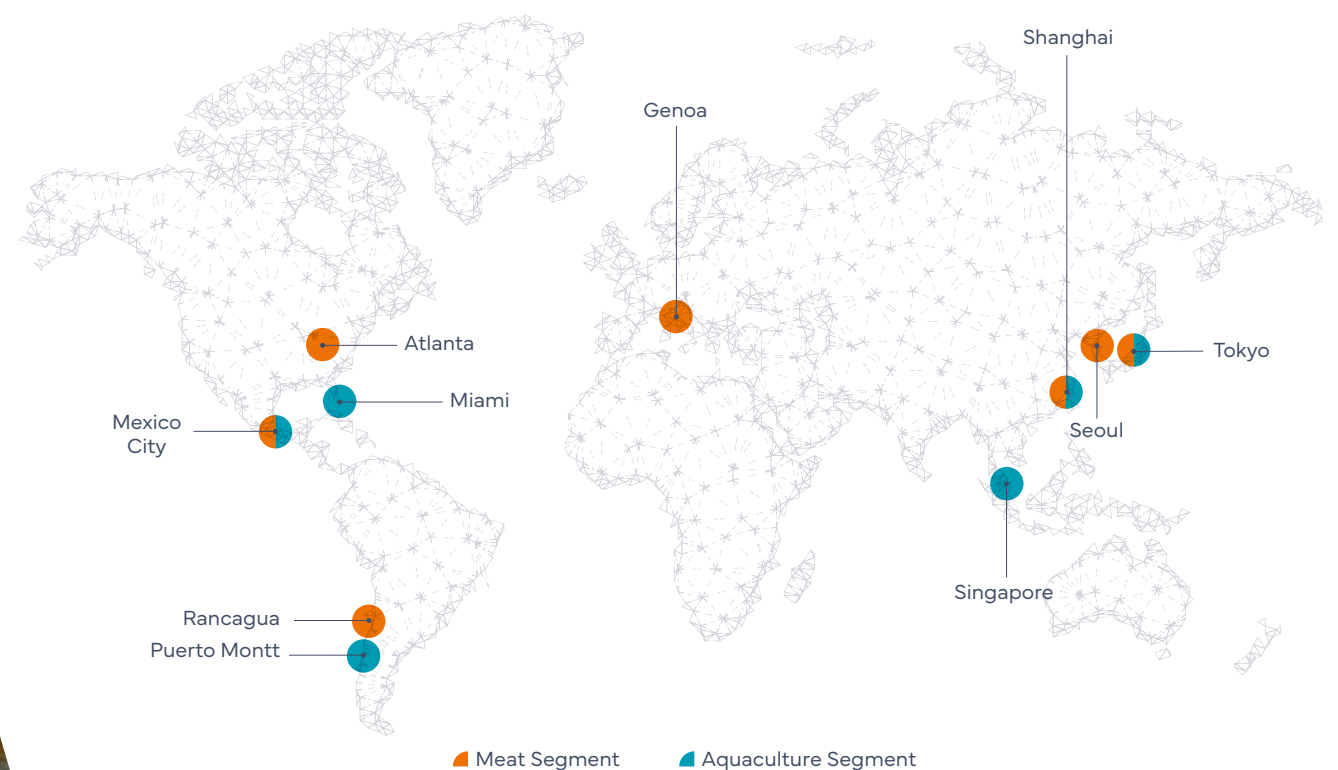 Shanghai
Genoa
Atlanta
Tokyo
Miami
Mexico
City
Seoul
Singapore
Rancagua
Puerto Montt
Meat Segment
Aquaculture Segment